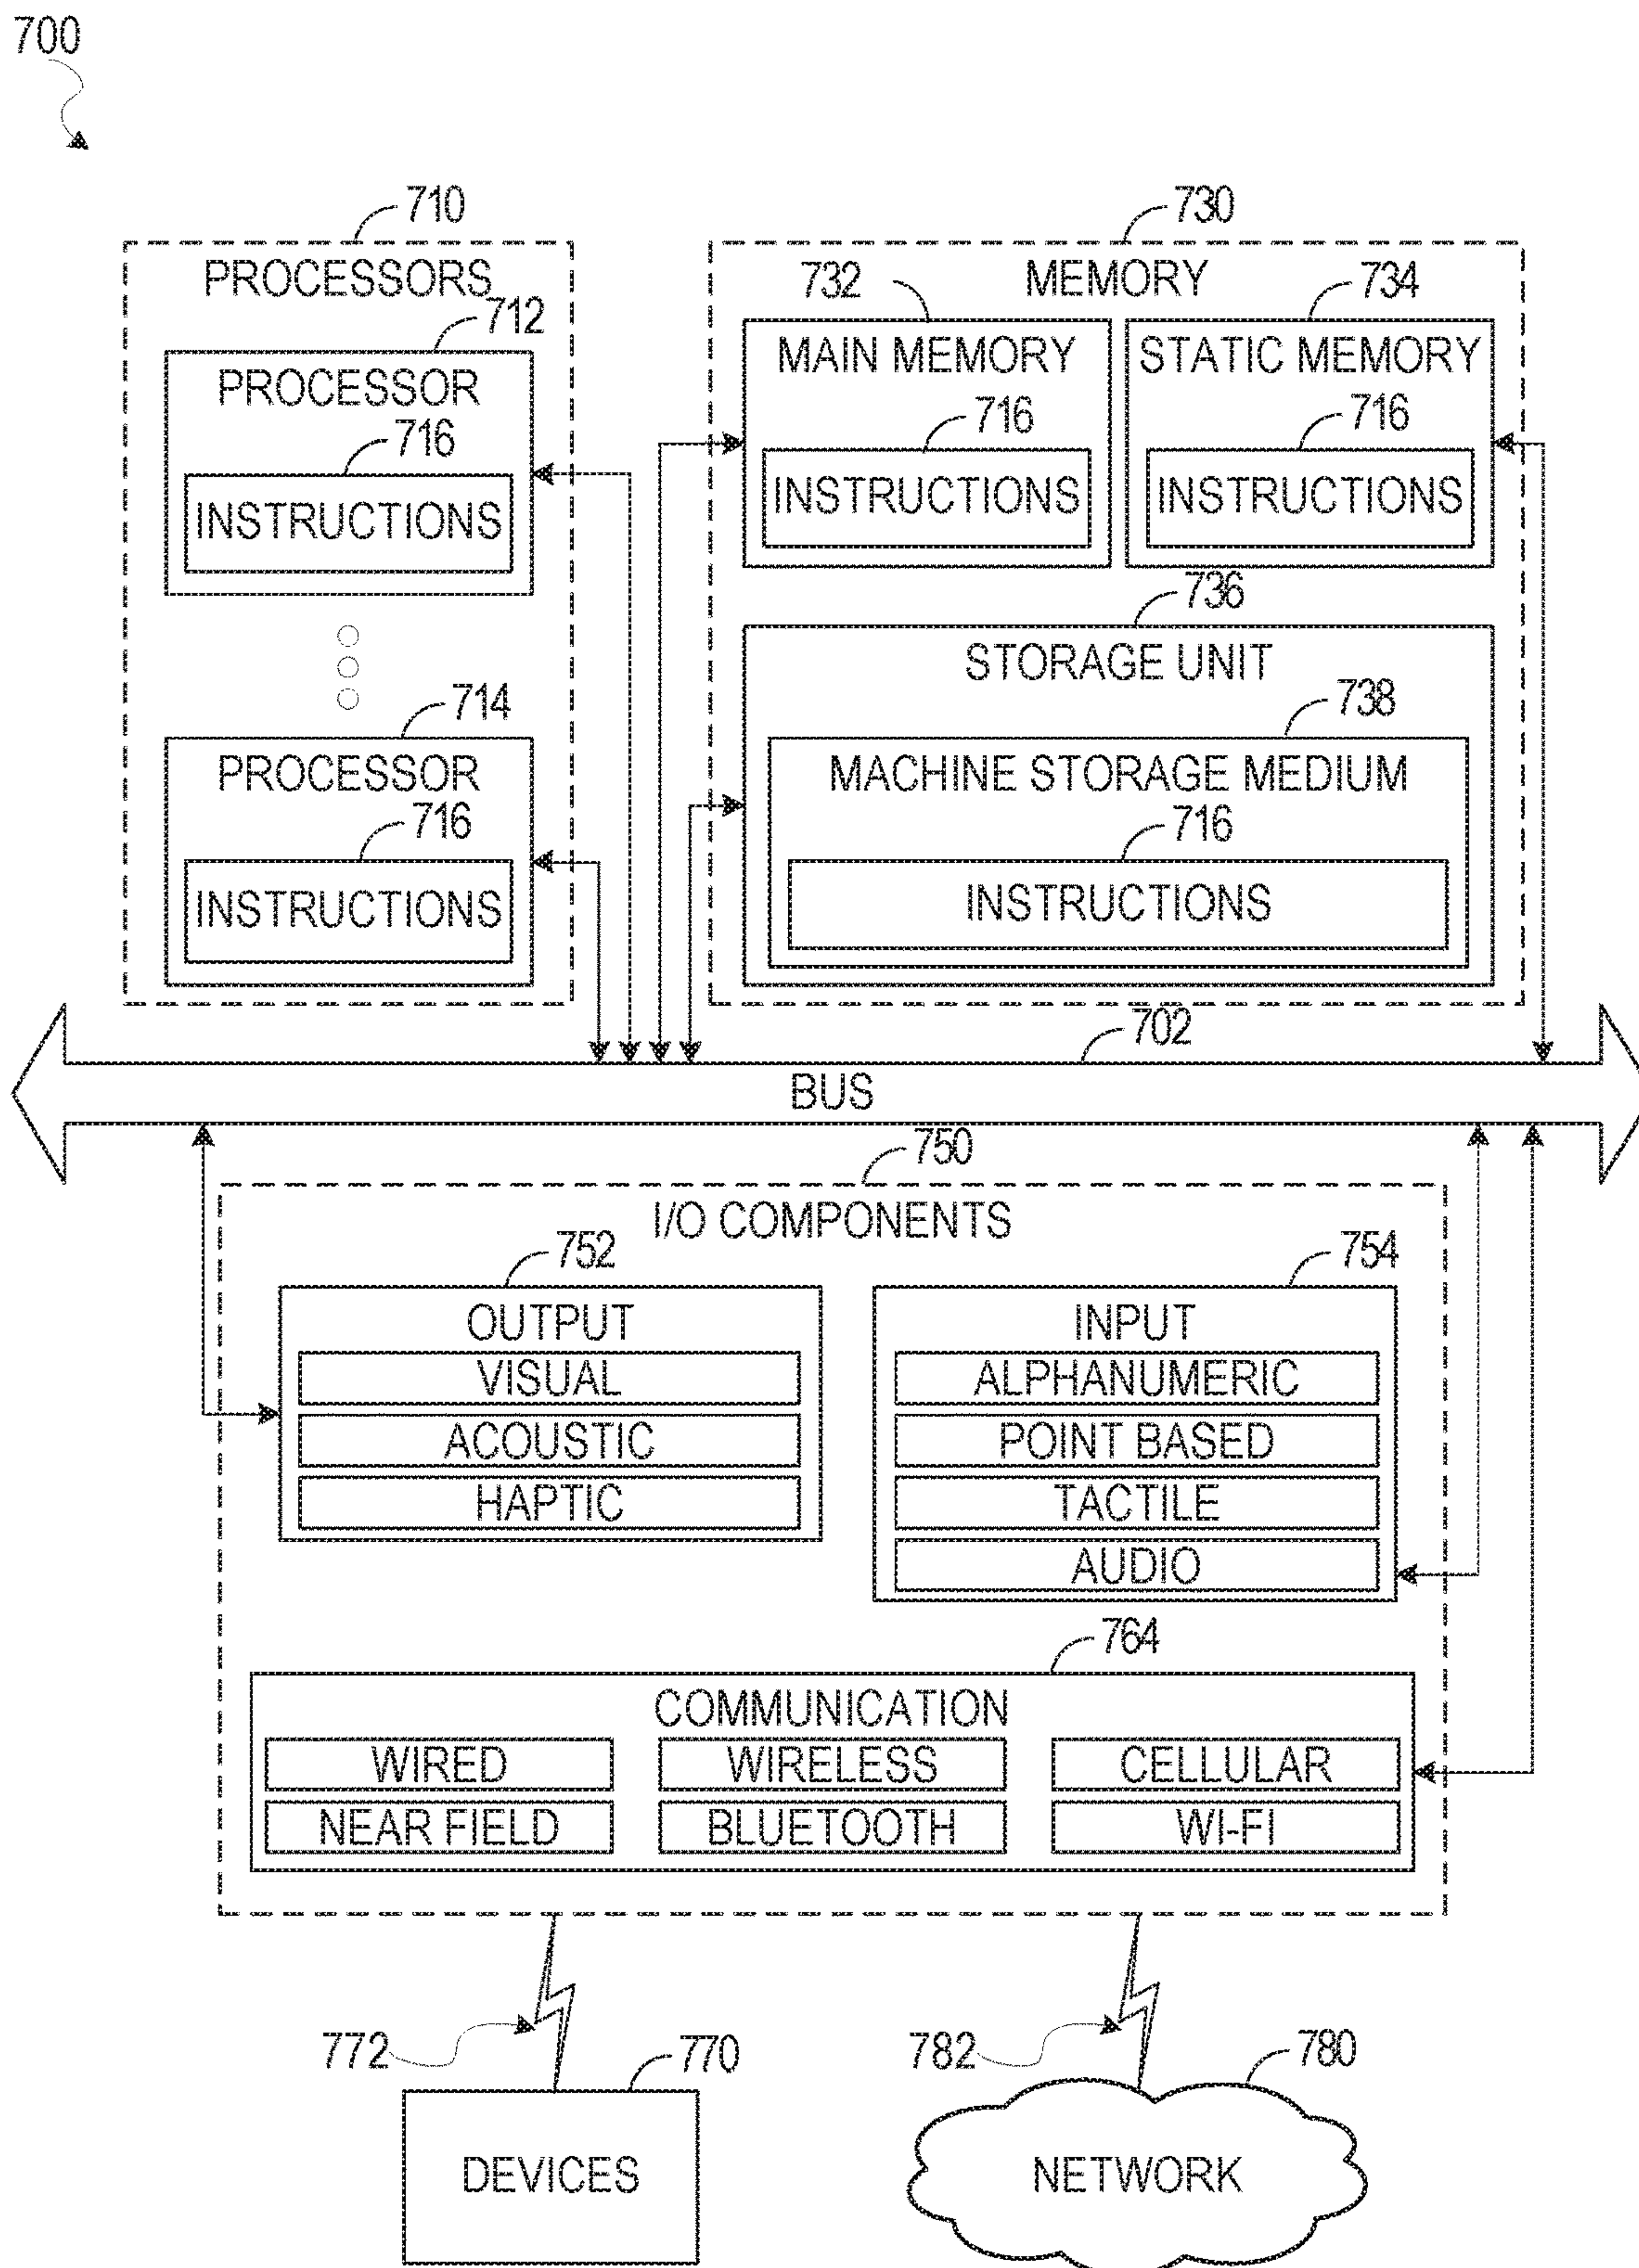 700
710
PROCESSORS
712
PROCESSOR
716
INSTRUCTIONS
714
PROCESSOR
716
INSTRUCTIONS
730
MEMORY
732
MAIN MEMORY
716
INSTRUCTIONS
734
STATIC MEMORY
716
INSTRUCTIONS
736
STORAGE UNIT
738
MACHINE STORAGE MEDIUM
716
INSTRUCTIONS
702
BUS
750
I/O COMPONENTS
752
OUTPUT
VISUAL
ACOUSTIC
HAPTIC
754
INPUT
ALPHANUMERIC
POINT BASED
TACTILE
AUDIO
764
COMMUNICATION
WIRED
WIRELESS
CELLULAR
NEAR FIELD
BLUETOOTH
WI-FI
772
770
DEVICES
782
780
NETWORK